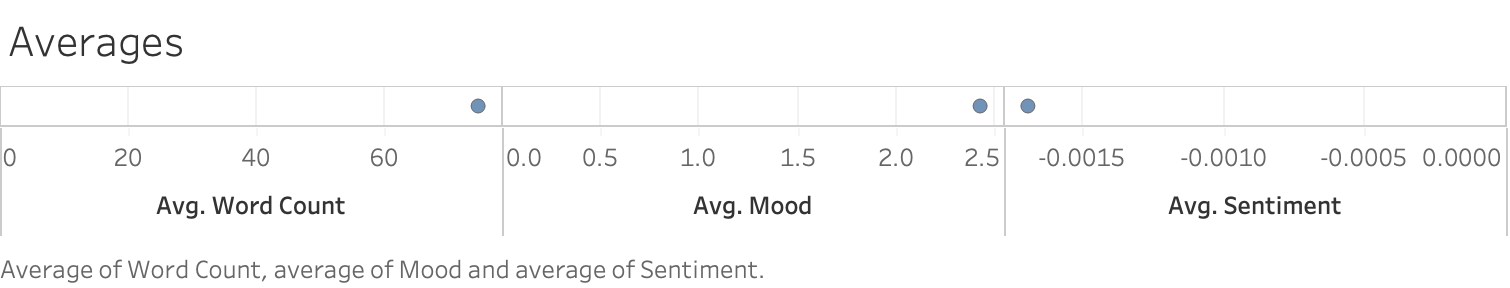 Averages
0 20 40 60 0.0 0.5 1.0 1.5 2.0 2.5 -0.0015 -0.0010 -0.0005 0.0000
Avg. Word Count Avg. Mood Avg. Sentiment
Average of Word Count, average of Mood and average of Sentiment.